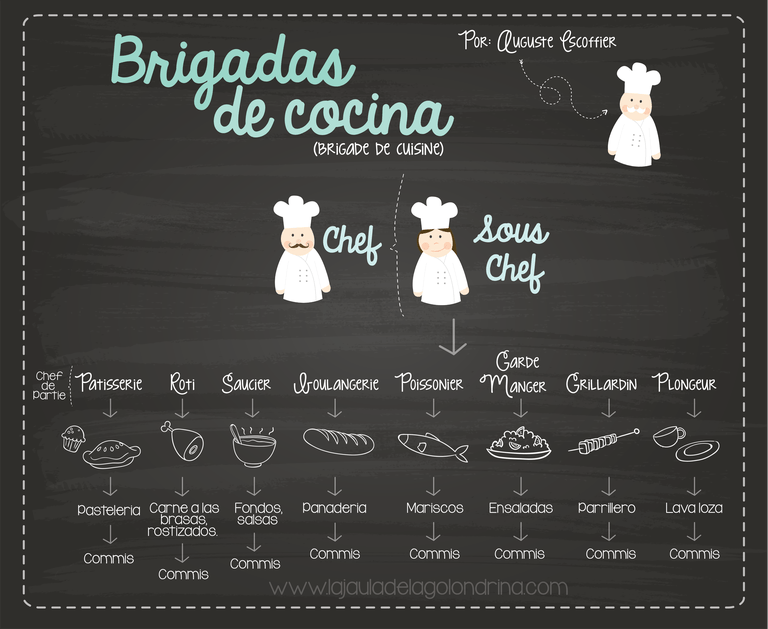 Brigadas
de cocina
(BRIGADE DE CUISINE)
Por: Auguste Escoffier
Chef
Sous
Chef
Chef
de
Partie
Patisserie
Roti
Saucier
Boulangerie
Poissonier
Garde
Manger
Grillardin
Plongeur
Pasteleria
Carne a las
brasas,
rostizados.
Fondos,
salsas
Panaderia
Mariscos
Ensaladas
Parrillero
Lava loza
Commis
Commis
Commis
Commis
Commis
Commis
Commis
Commis
www.lajauladelagolondrina.com